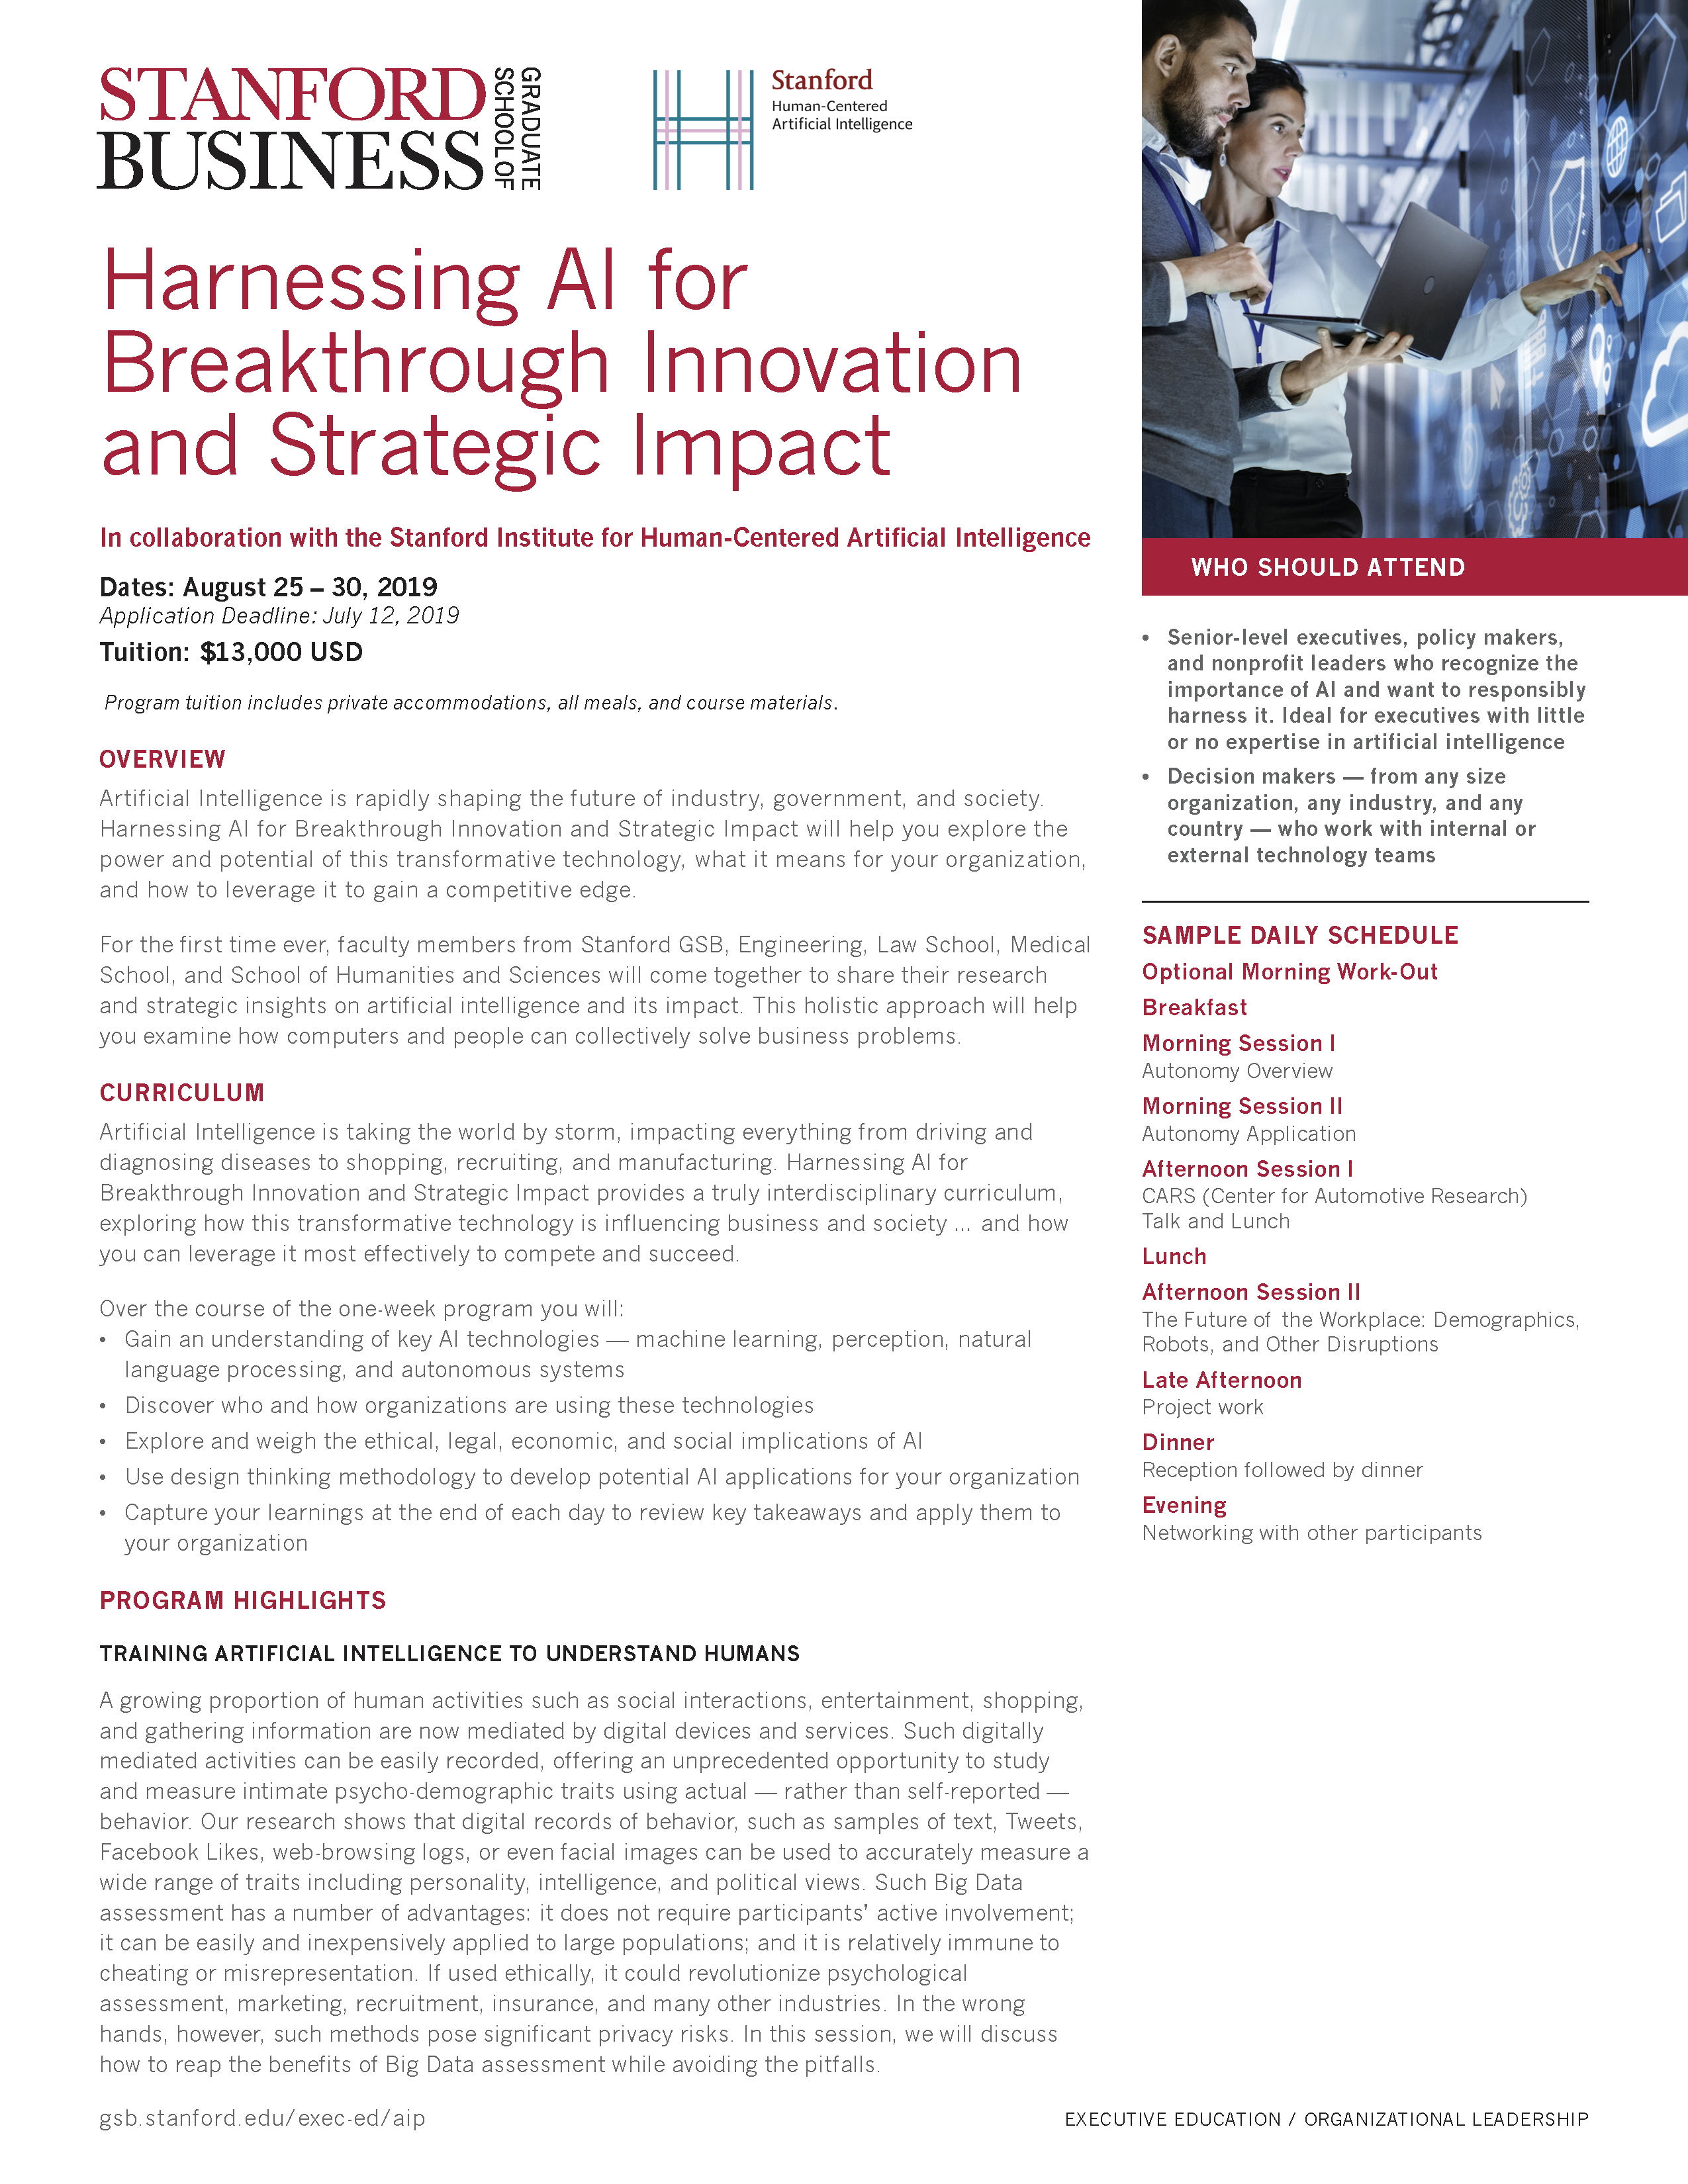 STANFORD
BUSINESS
GRADUATE
SCHOOL OF
Stanford
Human-Centered
Artificial Intelligence
Harnessing AI for
Breakthrough Innovation
and Strategic Impact
In collaboration with the Stanford Institute for Human-Centered Artificial Intelligence
Dates: August 25 – 30, 2019
Application Deadline: July 12, 2019
Tuition: $13,000 USD
Program tuition includes private accommodations, all meals, and course materials.
OVERVIEW
Artificial Intelligence is rapidly shaping the future of industry, government, and society.
Harnessing AI for Breakthrough Innovation and Strategic Impact will help you explore the
power and potential of this transformative technology, what it means for your organization,
and how to leverage it to gain a competitive edge.
For the first time ever, faculty members from Stanford GSB, Engineering, Law School, Medical
School, and School of Humanities and Sciences will come together to share their research
and strategic insights on artificial intelligence and its impact. This holistic approach will help
you examine how computers and people can collectively solve business problems.
CURRICULUM
Artificial Intelligence is taking the world by storm, impacting everything from driving and
diagnosing diseases to shopping, recruiting, and manufacturing. Harnessing AI for
Breakthrough Innovation and Strategic Impact provides a truly interdisciplinary curriculum,
exploring how this transformative technology is influencing business and society ... and how
you can leverage it most effectively to compete and succeed.
Over the course of the one-week program you will:
• Gain an understanding of key AI technologies — machine learning, perception, natural
language processing, and autonomous systems
• Discover who and how organizations are using these technologies
• Explore and weigh the ethical, legal, economic, and social implications of AI
• Use design thinking methodology to develop potential AI applications for your organization
• Capture your learnings at the end of each day to review key takeaways and apply them to
your organization
PROGRAM HIGHLIGHTS
TRAINING ARTIFICIAL INTELLIGENCE TO UNDERSTAND HUMANS
A growing proportion of human activities such as social interactions, entertainment, shopping,
and gathering information are now mediated by digital devices and services. Such digitally
mediated activities can be easily recorded, offering an unprecedented opportunity to study
and measure intimate psycho-demographic traits using actual — rather than self-reported —
behavior. Our research shows that digital records of behavior, such as samples of text, Tweets,
Facebook Likes, web-browsing logs, or even facial images can be used to accurately measure a
wide range of traits including personality, intelligence, and political views. Such Big Data
assessment has a number of advantages: it does not require participants' active involvement;
it can be easily and inexpensively applied to large populations; and it is relatively immune to
cheating or misrepresentation. If used ethically, it could revolutionize psychological
assessment, marketing, recruitment, insurance, and many other industries. In the wrong
hands, however, such methods pose significant privacy risks. In this session, we will discuss
how to reap the benefits of Big Data assessment while avoiding the pitfalls.
WHO SHOULD ATTEND
• Senior-level executives, policy makers,
and nonprofit leaders who recognize the
importance of AI and want to responsibly
harness it. Ideal for executives with little
or no expertise in artificial intelligence
• Decision makers — from any size
organization, any industry, and any
country — who work with internal or
external technology teams
SAMPLE DAILY SCHEDULE
Optional Morning Work-Out
Breakfast
Morning Session I
Autonomy Overview
Morning Session II
Autonomy Application
Afternoon Session I
CARS (Center for Automotive Research)
Talk and Lunch
Lunch
Afternoon Session II
The Future of the Workplace: Demographics,
Robots, and Other Disruptions
Late Afternoon
Project work
Dinner
Reception followed by dinner
Evening
Networking with other participants
gsb.stanford.edu/exec-ed/aip
EXECUTIVE EDUCATION / ORGANIZATIONAL LEADERSHIP